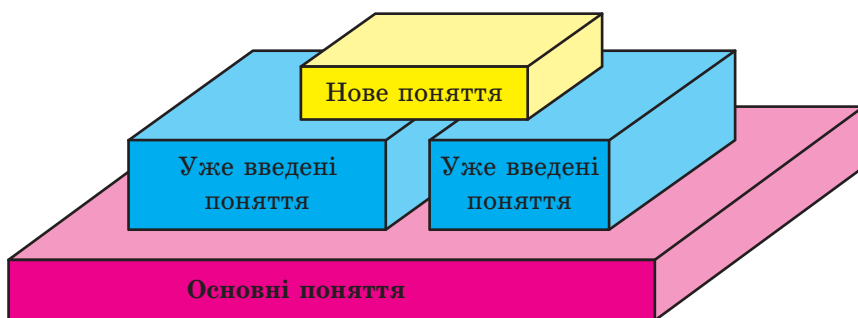 Нове поняття
Уже введені
поняття
Уже введені
поняття
Основні поняття